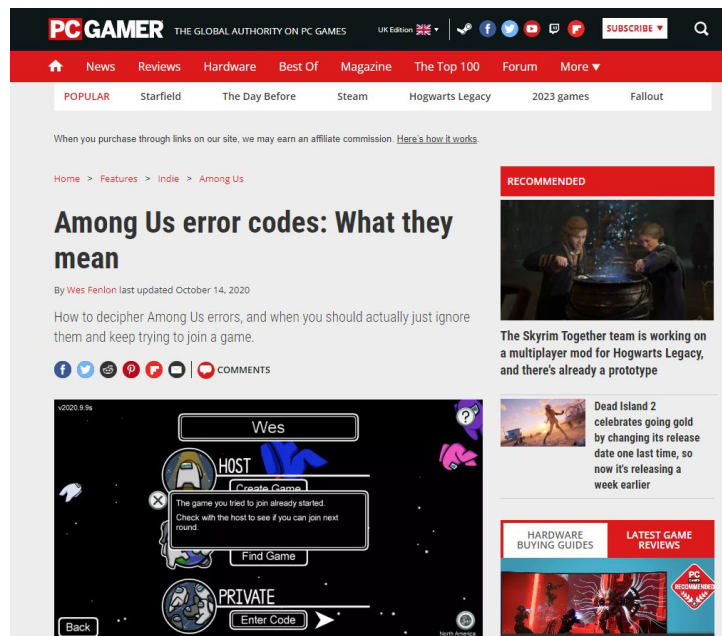 PC GAMER THE GLOBAL AUTHORITY ON PC GAMES UK Edition SUBSCRIBE ▼
News Reviews Hardware Best Of Magazine The Top 100 Forum More ▼
POPULAR Starfield The Day Before Steam Hogwarts Legacy 2023 games Fallout
When you purchase through links on our site, we may earn an affiliate commission. Here's how it works.
Home > Features > Indie > Among Us
Among Us error codes: What they
mean
By Wes Fenlon last updated October 14, 2020
How to decipher Among Us errors, and when you should actually just ignore
them and keep trying to join a game.
COMMENTS
v2020.9.9s
Wes
?
HOST
Create Game
The game you tried to join already started.
Check with the host to see if you can join next
round.
Find Game
PRIVATE
Enter Code
Back
North America
RECOMMENDED
The Skyrim Together team is working on
a multiplayer mod for Hogwarts Legacy,
and there's already a prototype
Dead Island 2
celebrates going gold
by changing its release
date one last time, so
now it's releasing a
week earlier
HARDWARE
BUYING GUIDES
LATEST GAME
REVIEWS
PC
GAMER
RECOMMENDED